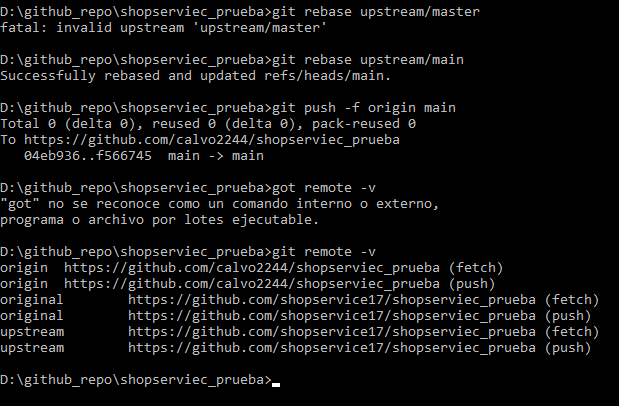 D:\github_repo\shopserviec_prueba>git rebase upstream/master
fatal: invalid upstream 'upstream/master'
D:\github_repo\shopserviec_prueba>git rebase upstream/main
Successfully rebased and updated refs/heads/main.
D:\github_repo\shopserviec_prueba>git push -f origin main
Total 0 (delta 0), reused 0 (delta 0), pack-reused 0
To https://github.com/calvo2244/shopserviec_prueba
   04eb936..f566745  main -> main
D:\github_repo\shopserviec_prueba>got remote -v
"got" no se reconoce como un comando interno o externo,
programa o archivo por lotes ejecutable.
D:\github_repo\shopserviec_prueba>git remote -v
origin  https://github.com/calvo2244/shopserviec_prueba (fetch)
origin  https://github.com/calvo2244/shopserviec_prueba (push)
original        https://github.com/shopservice17/shopserviec_prueba (fetch)
original        https://github.com/shopservice17/shopserviec_prueba (push)
upstream        https://github.com/shopservice17/shopserviec_prueba (fetch)
upstream        https://github.com/shopservice17/shopserviec_prueba (push)
D:\github_repo\shopserviec_prueba>